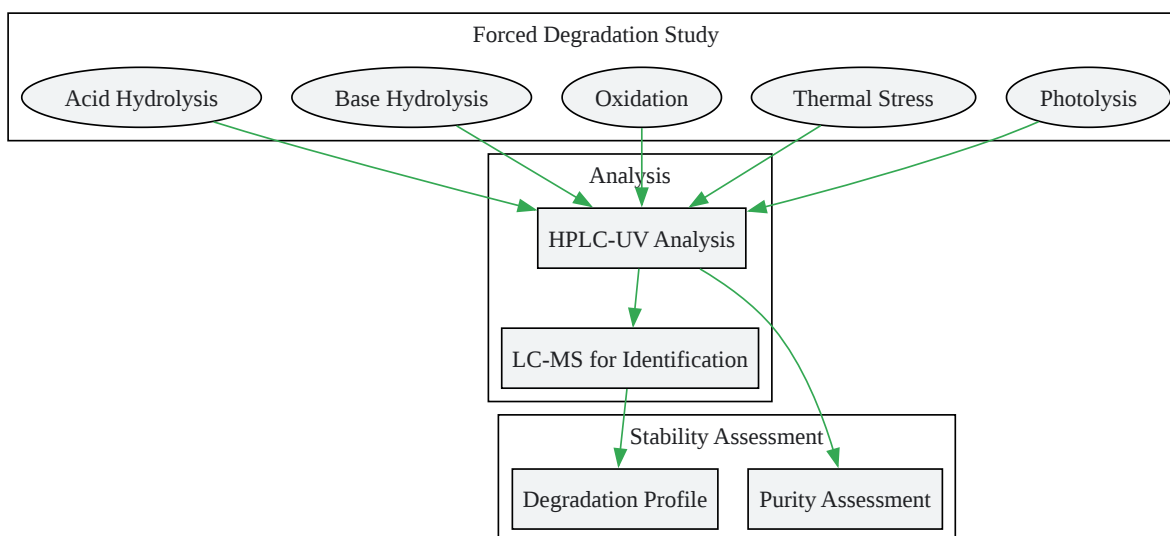 Forced Degradation Study
Acid Hydrolysis
Base Hydrolysis
Oxidation
Thermal Stress
Photolysis
Analysis
HPLC-UV Analysis
LC-MS for Identification
Stability Assessment
Degradation Profile
Purity Assessment